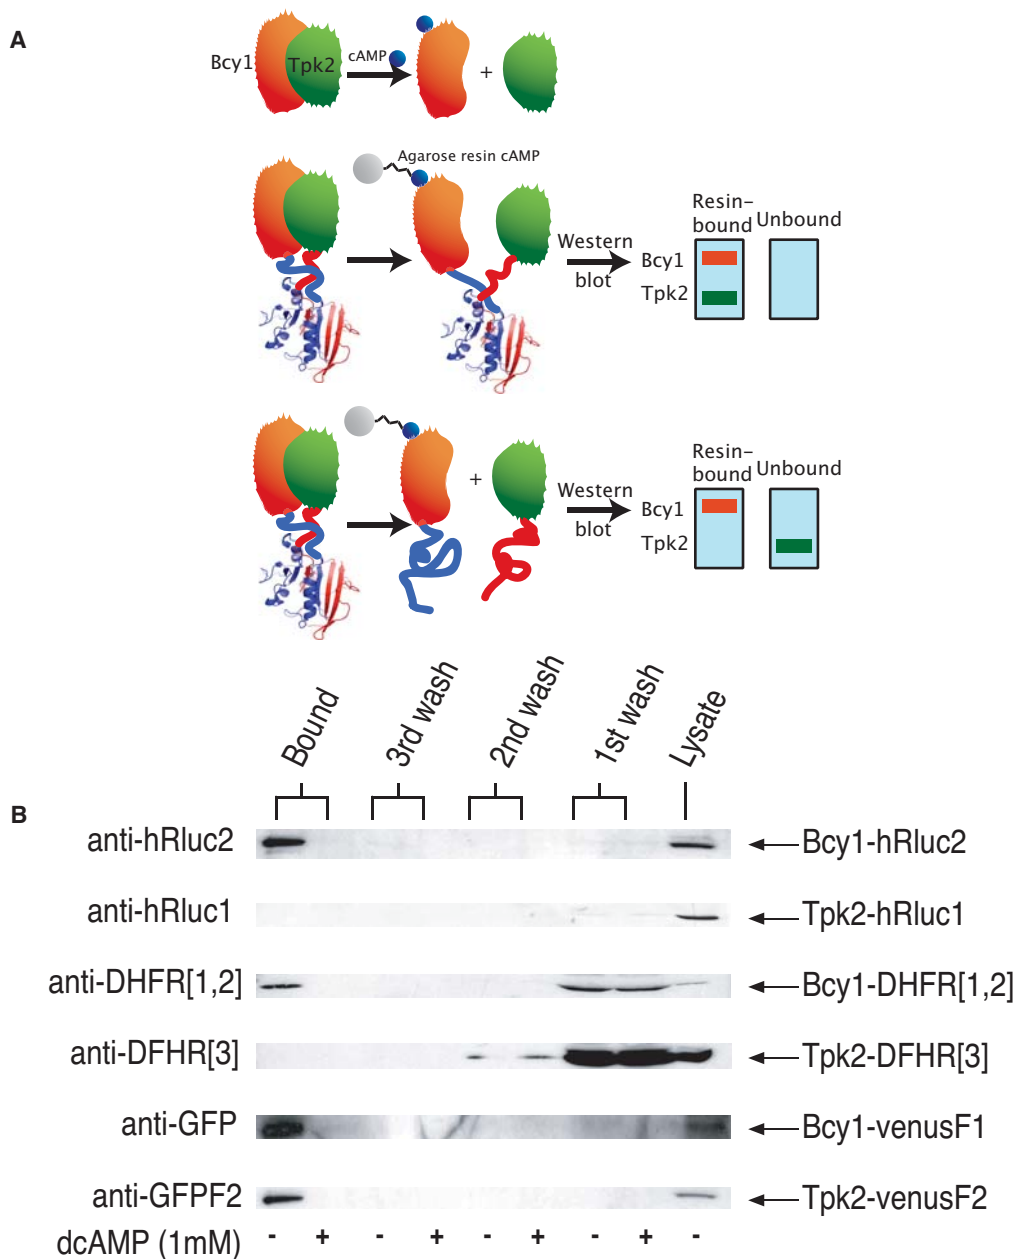 A
Bcy1
Tpk2
cAMP
+
Agarose resin cAMP
Western
blot
Resin-
bound
Unbound
Bcy1
Tpk2
+
Western
blot
Resin-
bound
Unbound
Bcy1
Tpk2
Bound
3rd wash
2nd wash
1st wash
Lysate
B
anti-hRluc2
Bcy1-hRluc2
anti-hRluc1
Tpk2-hRluc1
anti-DHFR[1,2]
Bcy1-DHFR[1,2]
anti-DFHR[3]
Tpk2-DFHR[3]
anti-GFP
Bcy1-venusF1
anti-GFPF2
Tpk2-venusF2
dcAMP (1mM) - + - + - + - + -